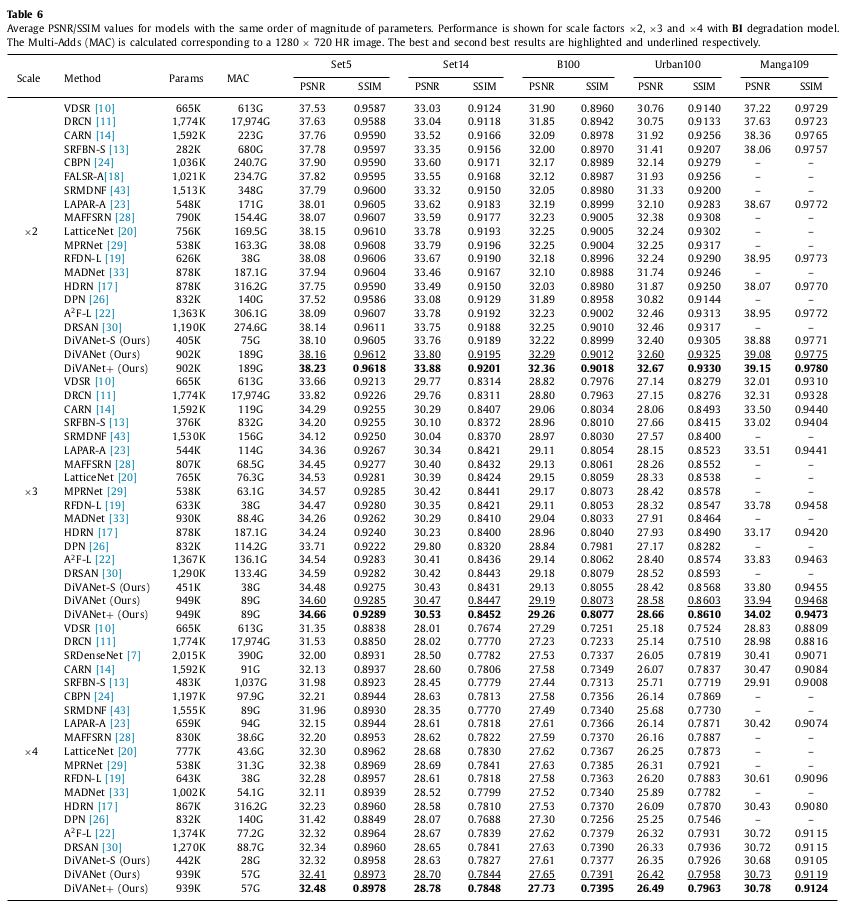 Table 6
Average PSNR/SSIM values for models with the same order of magnitude of parameters. Performance is shown for scale factors ×2, ×3 and ×4 with BI degradation model.
The Multi-Adds (MAC) is calculated corresponding to a 1280 × 720 HR image. The best and second best results are highlighted and underlined respectively.
Scale Method Params MAC Set5 Set14 B100 Urban100 Manga109
PSNR SSIM PSNR SSIM PSNR SSIM PSNR SSIM PSNR SSIM
VDSR [10] 665K 613G 37.53 0.9587 33.03 0.9124 31.90 0.8960 30.76 0.9140 37.22 0.9729
DRCN [11] 1,774K 17,974G 37.63 0.9588 33.04 0.9118 31.85 0.8942 30.75 0.9133 37.63 0.9723
CARN [14] 1,592K 223G 37.76 0.9590 33.52 0.9166 32.09 0.8978 31.92 0.9256 38.36 0.9765
SRFBN-S [13] 282K 680G 37.78 0.9597 33.35 0.9156 32.00 0.8970 31.41 0.9207 38.06 0.9757
CBPN [24] 1,036K 240.7G 37.90 0.9590 33.60 0.9171 32.17 0.8989 32.14 0.9279 – –
FALSR-A[18] 1,021K 234.7G 37.82 0.9595 33.55 0.9168 32.12 0.8987 31.93 0.9256 – –
SRMDNF [43] 1,513K 348G 37.79 0.9600 33.32 0.9150 32.05 0.8980 31.33 0.9200 – –
LAPAR-A [23] 548K 171G 38.01 0.9605 33.62 0.9183 32.19 0.8999 32.10 0.9283 38.67 0.9772
MAFFSRN [28] 790K 154.4G 38.07 0.9607 33.59 0.9177 32.23 0.9005 32.38 0.9308 – –
×2 LatticeNet [20] 756K 169.5G 38.15 0.9610 33.78 0.9193 32.25 0.9005 32.24 0.9302 – –
MPRNet [29] 538K 163.3G 38.08 0.9608 33.79 0.9196 32.25 0.9004 32.25 0.9317 – –
RFDN-L [19] 626K 38G 38.08 0.9606 33.67 0.9190 32.18 0.8996 32.24 0.9290 38.95 0.9773
MADNet [33] 878K 187.1G 37.94 0.9604 33.46 0.9167 32.10 0.8988 31.74 0.9246 – –
HDRN [17] 878K 316.2G 37.75 0.9590 33.49 0.9150 32.03 0.8980 31.87 0.9250 38.07 0.9770
DPN [26] 832K 140G 37.52 0.9586 33.08 0.9129 31.89 0.8958 30.82 0.9144 – –
A²F-L [22] 1,363K 306.1G 38.09 0.9607 33.78 0.9192 32.23 0.9002 32.46 0.9313 38.95 0.9772
DRSAN [30] 1,190K 274.6G 38.14 0.9611 33.75 0.9188 32.25 0.9010 32.46 0.9317 – –
DiVANet-S (Ours) 405K 75G 38.10 0.9605 33.76 0.9189 32.22 0.8999 32.40 0.9305 38.88 0.9771
DiVANet (Ours) 902K 189G 38.16 0.9612 33.80 0.9195 32.29 0.9012 32.60 0.9325 39.08 0.9775
DiVANet+ (Ours) 902K 189G 38.23 0.9618 33.88 0.9201 32.36 0.9018 32.67 0.9330 39.15 0.9780
VDSR [10] 665K 613G 33.66 0.9213 29.77 0.8314 28.82 0.7976 27.14 0.8279 32.01 0.9310
DRCN [11] 1,774K 17,974G 33.82 0.9226 29.76 0.8311 28.80 0.7963 27.15 0.8276 32.31 0.9328
CARN [14] 1,592K 119G 34.29 0.9255 30.29 0.8407 29.06 0.8034 28.06 0.8493 33.50 0.9440
SRFBN-S [13] 376K 832G 34.20 0.9255 30.10 0.8372 28.96 0.8010 27.66 0.8415 33.02 0.9404
SRMDNF [43] 1,530K 156G 34.12 0.9250 30.04 0.8370 28.97 0.8030 27.57 0.8400 – –
LAPAR-A [23] 544K 114G 34.36 0.9267 30.34 0.8421 29.11 0.8054 28.15 0.8523 33.51 0.9441
MAFFSRN [28] 807K 68.5G 34.45 0.9277 30.40 0.8432 29.13 0.8061 28.26 0.8552 – –
LatticeNet [20] 765K 76.3G 34.53 0.9281 30.39 0.8424 29.15 0.8059 28.33 0.8538 – –
×3 MPRNet [29] 538K 63.1G 34.57 0.9285 30.42 0.8441 29.17 0.8073 28.42 0.8578 – –
RFDN-L [19] 633K 38G 34.47 0.9280 30.35 0.8421 29.11 0.8053 28.32 0.8547 33.78 0.9458
MADNet [33] 930K 88.4G 34.26 0.9262 30.29 0.8410 29.04 0.8033 27.91 0.8464 – –
HDRN [17] 878K 187.1G 34.24 0.9240 30.23 0.8400 28.96 0.8040 27.93 0.8490 33.17 0.9420
DPN [26] 832K 114.2G 33.71 0.9222 29.80 0.8320 28.84 0.7981 27.17 0.8282 – –
A²F-L [22] 1,367K 136.1G 34.54 0.9283 30.41 0.8436 29.14 0.8062 28.40 0.8574 33.83 0.9463
DRSAN [30] 1,290K 133.4G 34.59 0.9282 30.42 0.8443 29.18 0.8079 28.52 0.8593 – –
DiVANet-S (Ours) 451K 38G 34.48 0.9275 30.43 0.8431 29.13 0.8055 28.42 0.8568 33.80 0.9455
DiVANet (Ours) 949K 89G 34.60 0.9285 30.47 0.8447 29.19 0.8073 28.58 0.8603 33.94 0.9468
DiVANet+ (Ours) 949K 89G 34.66 0.9289 30.53 0.8452 29.26 0.8077 28.66 0.8610 34.02 0.9473
VDSR [10] 665K 613G 31.35 0.8838 28.01 0.7674 27.29 0.7251 25.18 0.7524 28.83 0.8809
DRCN [11] 1,774K 17,974G 31.53 0.8850 28.02 0.7770 27.23 0.7233 25.14 0.7510 28.98 0.8816
SRDenseNet [7] 2,015K 390G 32.00 0.8931 28.50 0.7782 27.53 0.7337 26.05 0.7819 30.41 0.9071
CARN [14] 1,592K 91G 32.13 0.8937 28.60 0.7806 27.58 0.7349 26.07 0.7837 30.47 0.9084
SRFBN-S [13] 483K 1,037G 31.98 0.8923 28.45 0.7779 27.44 0.7313 25.71 0.7719 29.91 0.9008
CBPN [24] 1,197K 97.9G 32.21 0.8944 28.63 0.7813 27.58 0.7356 26.14 0.7869 – –
SRMDNF [43] 1,555K 89G 31.96 0.8930 28.35 0.7770 27.49 0.7340 25.68 0.7730 – –
LAPAR-A [23] 659K 94G 32.15 0.8944 28.61 0.7818 27.61 0.7366 26.14 0.7871 30.42 0.9074
MAFFSRN [28] 830K 38.6G 32.20 0.8953 28.62 0.7822 27.59 0.7370 26.16 0.7887 – –
×4 LatticeNet [20] 777K 43.6G 32.30 0.8962 28.68 0.7830 27.62 0.7367 26.25 0.7873 – –
MPRNet [29] 538K 31.3G 32.38 0.8969 28.69 0.7841 27.63 0.7385 26.31 0.7921 – –
RFDN-L [19] 643K 38G 32.28 0.8957 28.61 0.7818 27.58 0.7363 26.20 0.7883 30.61 0.9096
MADNet [33] 1,002K 54.1G 32.11 0.8939 28.52 0.7799 27.52 0.7340 25.89 0.7782 – –
HDRN [17] 867K 316.2G 32.23 0.8960 28.58 0.7810 27.53 0.7370 26.09 0.7870 30.43 0.9080
DPN [26] 832K 140G 31.42 0.8849 28.07 0.7688 27.30 0.7256 25.25 0.7546 – –
A²F-L [22] 1,374K 77.2G 32.32 0.8964 28.67 0.7839 27.62 0.7379 26.32 0.7931 30.72 0.9115
DRSAN [30] 1,270K 88.7G 32.34 0.8960 28.65 0.7841 27.63 0.7390 26.33 0.7936 30.72 0.9115
DiVANet-S (Ours) 442K 28G 32.32 0.8958 28.63 0.7827 27.61 0.7377 26.35 0.7926 30.68 0.9105
DiVANet (Ours) 939K 57G 32.41 0.8973 28.70 0.7844 27.65 0.7391 26.42 0.7958 30.73 0.9119
DiVANet+ (Ours) 939K 57G 32.48 0.8978 28.78 0.7848 27.73 0.7395 26.49 0.7963 30.78 0.9124